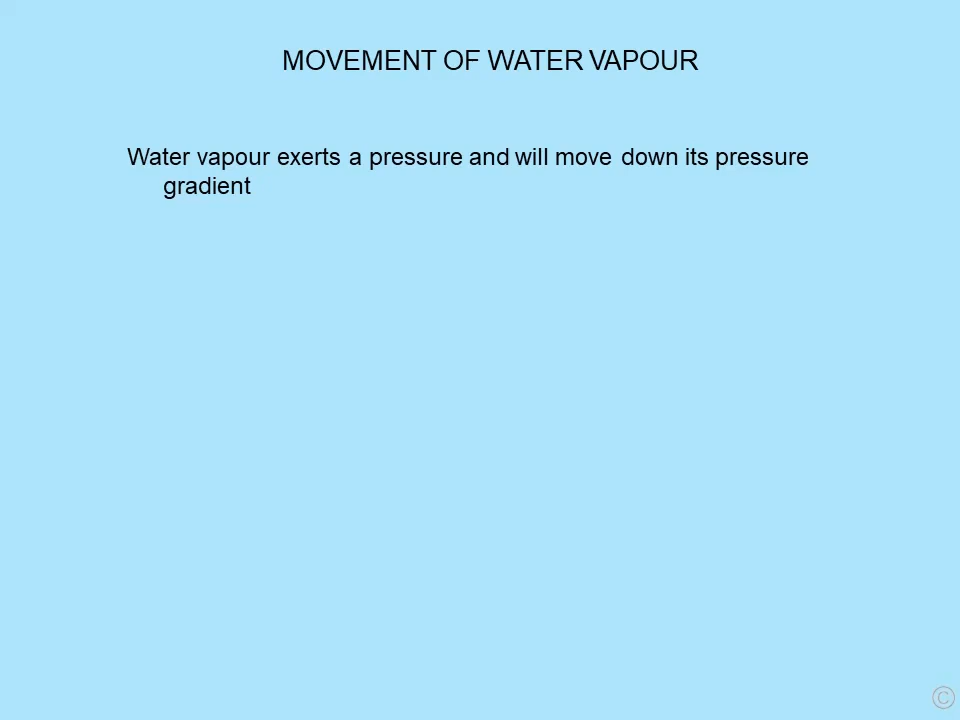 MOVEMENT OF WATER VAPOUR
Water vapour exerts a pressure and will move down its pressure
gradient
©